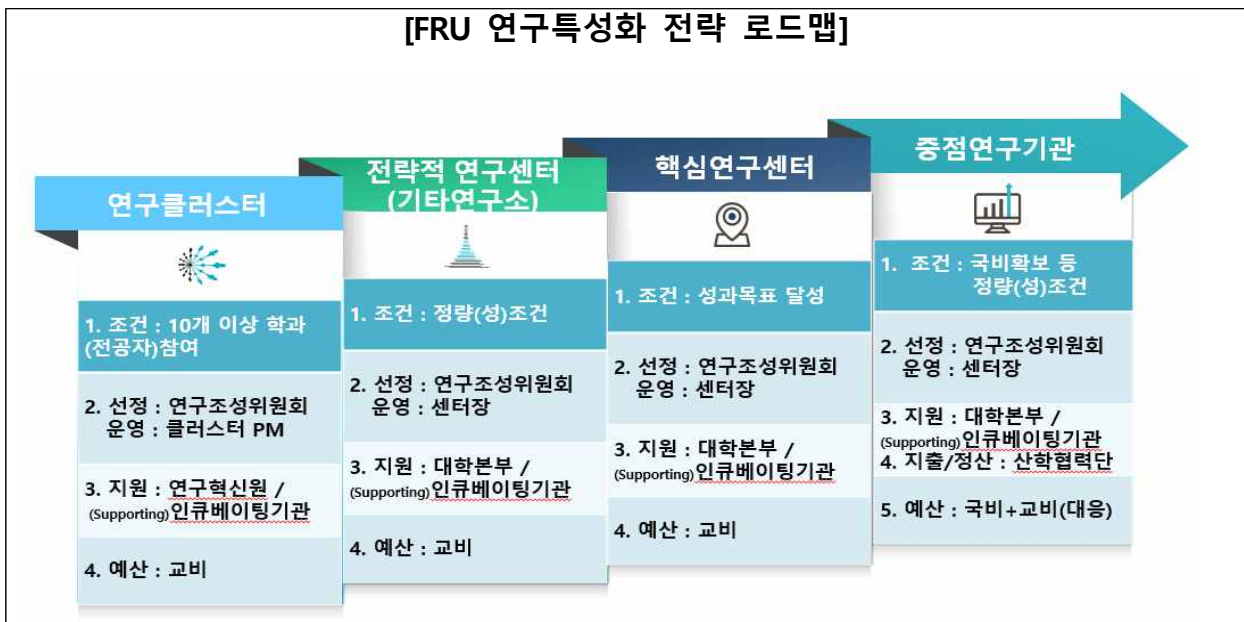 [FRU 연구특성화 전략 로드맵]
연구클러스터
1. 조건 : 10개 이상 학과
(전공자)참여
2. 선정 : 연구조성위원회
운영 : 클러스터 PM
3. 지원 : 연구혁신원 /
(Supporting)인큐베이팅기관
4. 예산 : 교비
전략적 연구센터
(기타연구소)
1. 조건 : 정량(성)조건
2. 선정 : 연구조성위원회
운영 : 센터장
3. 지원 : 대학본부 /
(Supporting)인큐베이팅기관
4. 예산 : 교비
핵심연구센터
1. 조건 : 성과목표 달성
2. 선정 : 연구조성위원회
운영 : 센터장
3. 지원 : 대학본부 /
(Supporting)인큐베이팅기관
4. 예산 : 교비
중점연구기관
1. 조건 : 국비확보 등
정량(성)조건
2. 선정 : 연구조성위원회
운영 : 센터장
3. 지원 : 대학본부 /
(Supporting)인큐베이팅기관
4. 지출/정산 : 산학협력단
5. 예산 : 국비+교비(대응)